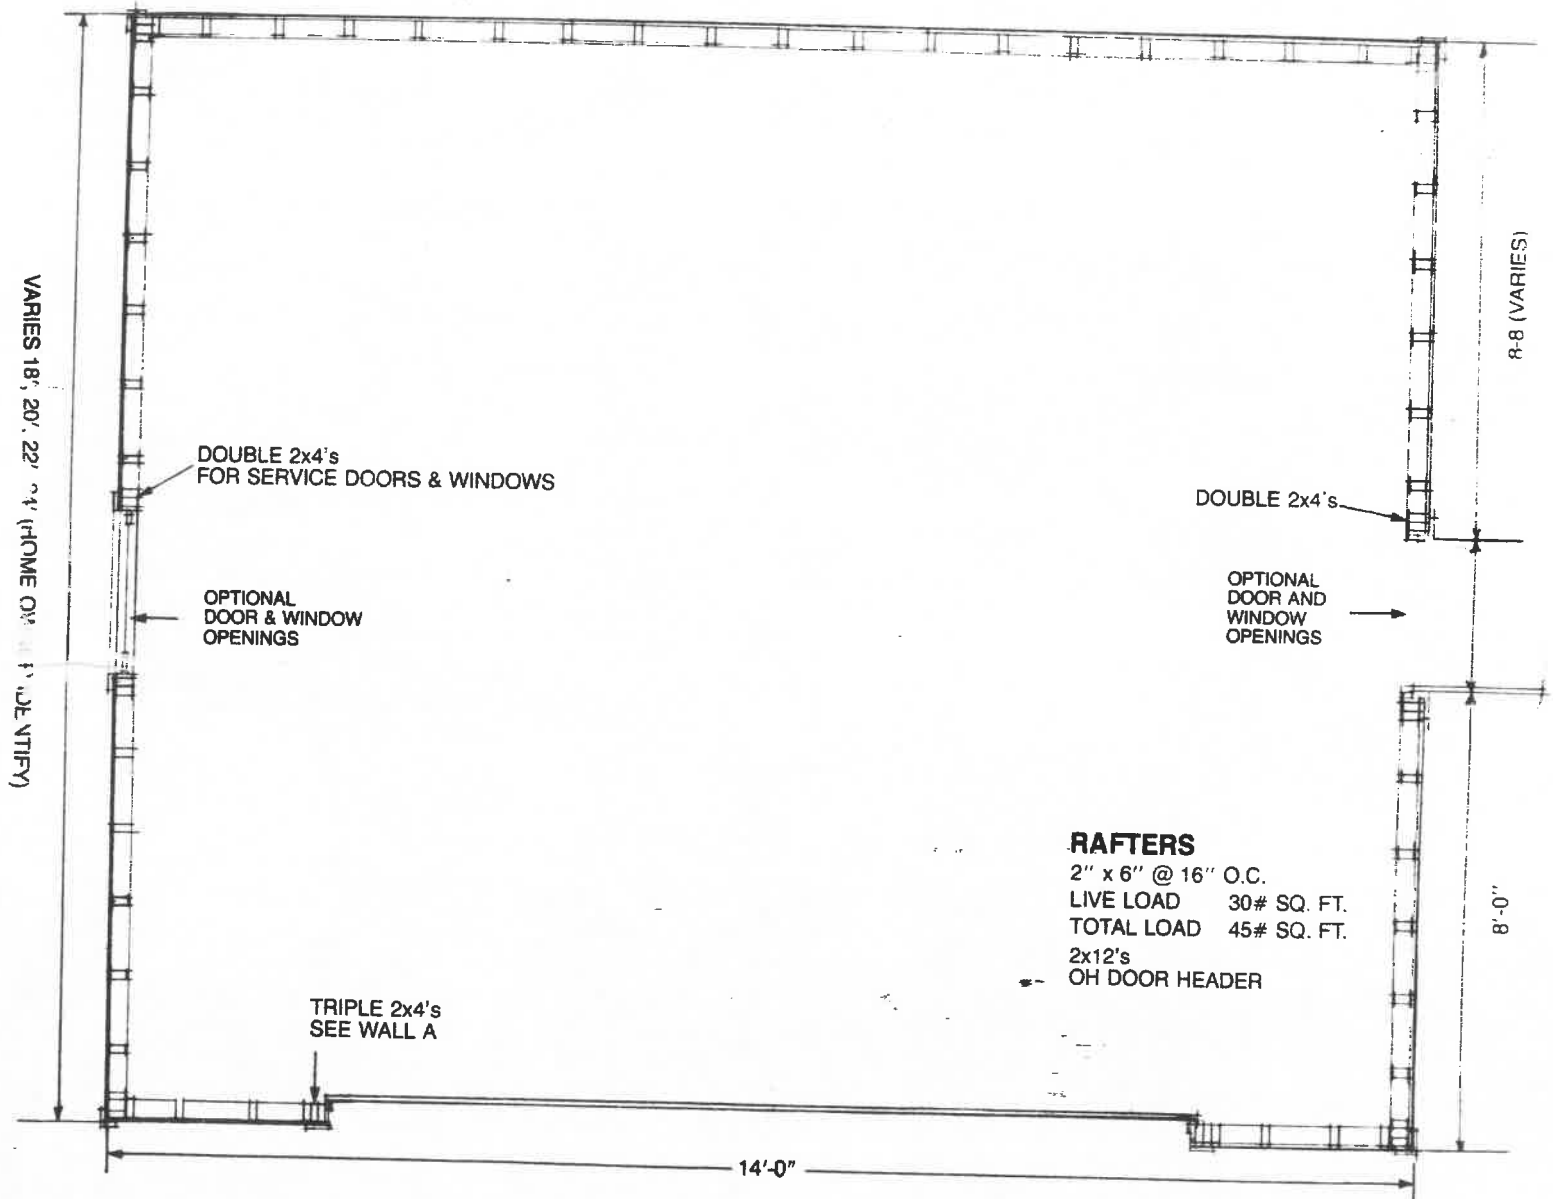 DOUBLE 2x4's
FOR SERVICE DOORS & WINDOWS
OPTIONAL
DOOR & WINDOW
OPENINGS
TRIPLE 2x4's
SEE WALL A
VARIES 18', 20', 22' 24' (HOME
DOUBLE 2x4's
OPTIONAL
DOOR AND
WINDOW
OPENINGS
RAFTERS
2" x 6" @ 16" O.C.
LIVE LOAD 30# SQ. FT.
TOTAL LOAD 45# SQ. FT.
2x12's
OH DOOR HEADER
8-8 (VARIES)
8'-0"
14'-0"